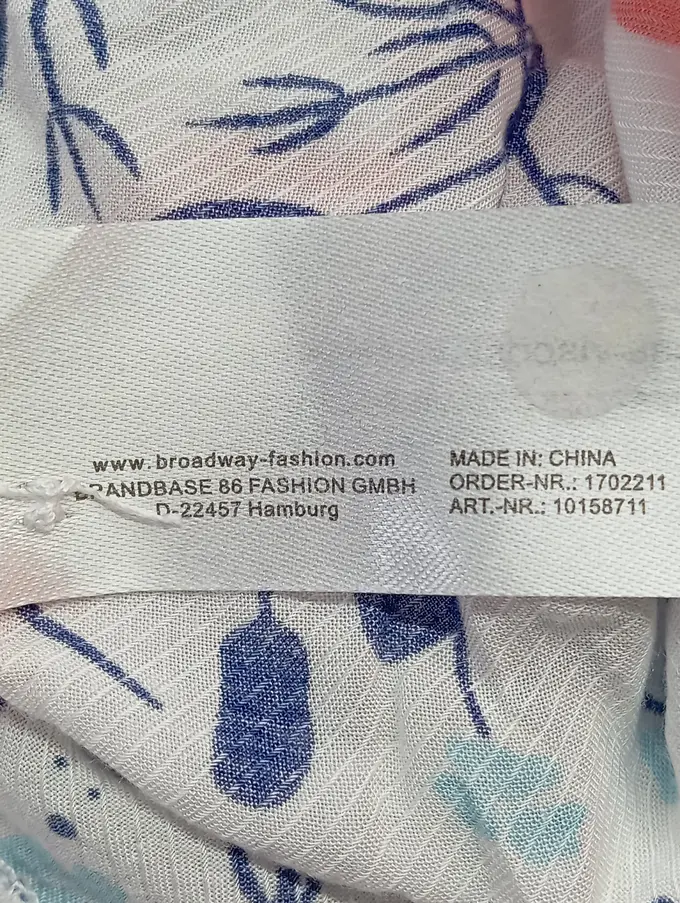 www.broadway-fashion.com
BRANDBASE 86 FASHION GMBH
D-22457 Hamburg
MADE IN: CHINA
ORDER-NR.: 1702211
ART.-NR.: 10158711